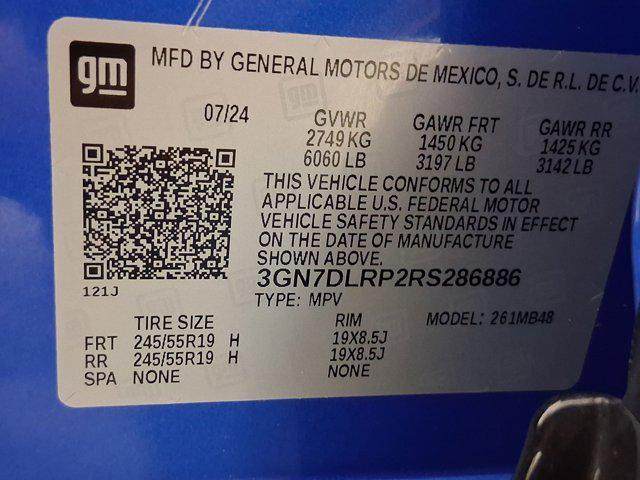 gm
MFD BY GENERAL MOTORS DE MEXICO, S. DE R.L. DE C.V.
07/24
GVWR GAWR FRT GAWR RR
2749 KG 1450 KG 1425 KG
6060 LB 3197 LB 3142 LB
THIS VEHICLE CONFORMS TO ALL
APPLICABLE U.S. FEDERAL MOTOR
VEHICLE SAFETY STANDARDS IN EFFECT
ON THE DATE OF MANUFACTURE
SHOWN ABOVE.
121J
3GN7DLRP2RS286886
TYPE: MPV
MODEL: 261MB48
TIRE SIZE RIM
FRT 245/55R19 H 19X8.5J
RR 245/55R19 H 19X8.5J
SPA NONE NONE